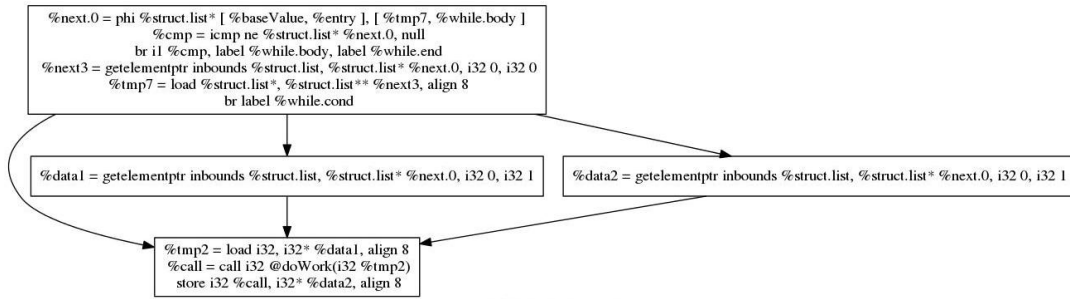 %next.0 = phi %struct.list* [ %baseValue, %entry ], [ %tmp7, %while.body ]
%cmp = icmp ne %struct.list* %next.0, null
br i1 %cmp, label %while.body, label %while.end
%next3 = getelementptr inbounds %struct.list, %struct.list* %next.0, i32 0, i32 0
%tmp7 = load %struct.list*, %struct.list** %next3, align 8
br label %while.cond
%data1 = getelementptr inbounds %struct.list, %struct.list* %next.0, i32 0, i32 1
%data2 = getelementptr inbounds %struct.list, %struct.list* %next.0, i32 0, i32 1
%tmp2 = load i32, i32* %data1, align 8
%call = call i32 @doWork(i32 %tmp2)
store i32 %call, i32* %data2, align 8